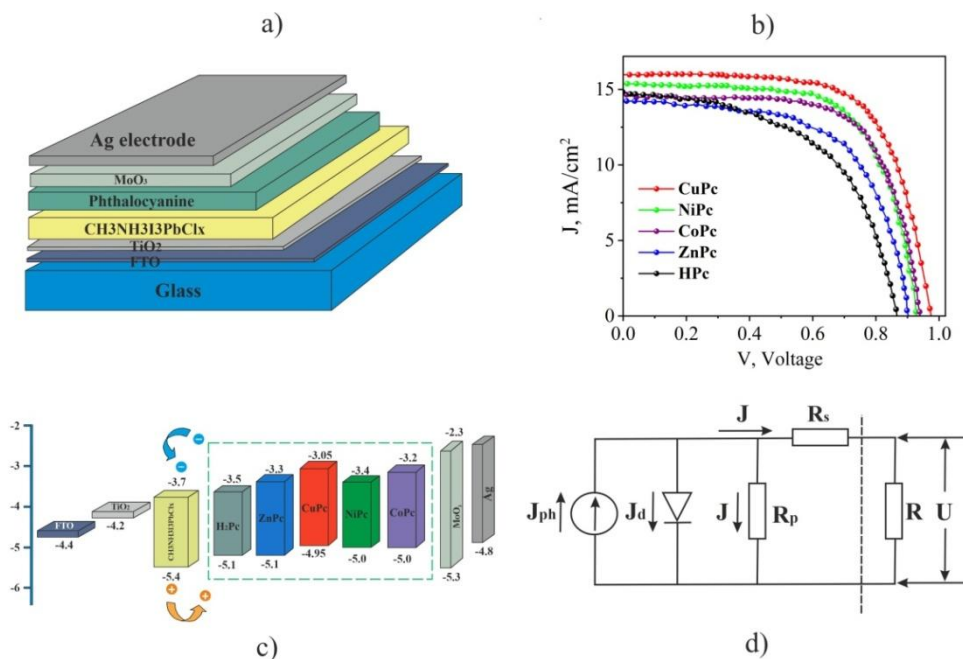 a)
Ag electrode
MoO₃
Phthalocyanine
CH3NH3I3PbClx
TiO₂
FTO
Glass
b)
J, mA/cm²
15
10
5
0
0.0 0.2 0.4 0.6 0.8 1.0
V, Voltage
CuPc
NiPc
CoPc
ZnPc
HPc
-2
-3
-4
-5
-6
FTO
-4.4
TiO₂
-4.2
-3.7
CH3NH3I3PbClx
-5.4
-3.5
H₂Pc
-5.1
-3.3
ZnPc
-5.1
-3.05
CuPc
-4.95
-3.4
NiPc
-5.0
-3.2
CoPc
-5.0
-2.3
MoOₓ
-5.3
Ag
-4.8
c)
J
Rₛ
Jₚₕ
J_d
J
Rₚ
R
U
d)